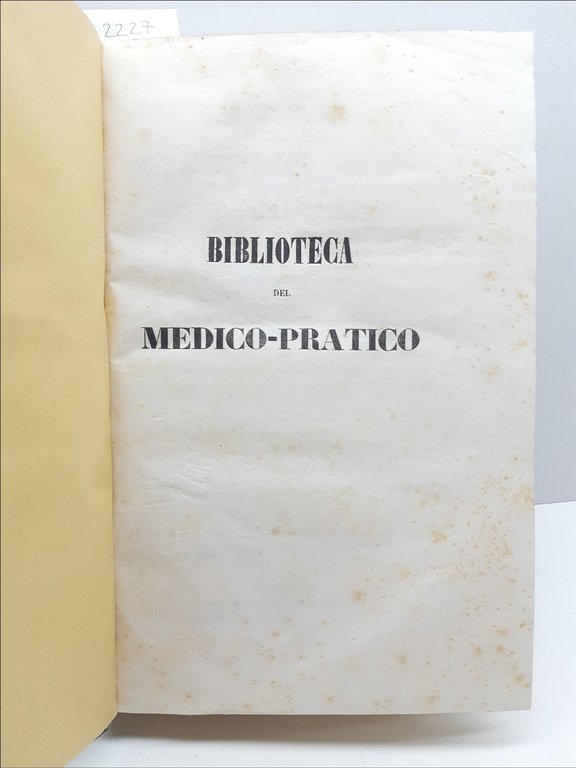 2227
BIBLIOTECA
DEL
MEDICO-PRATICO